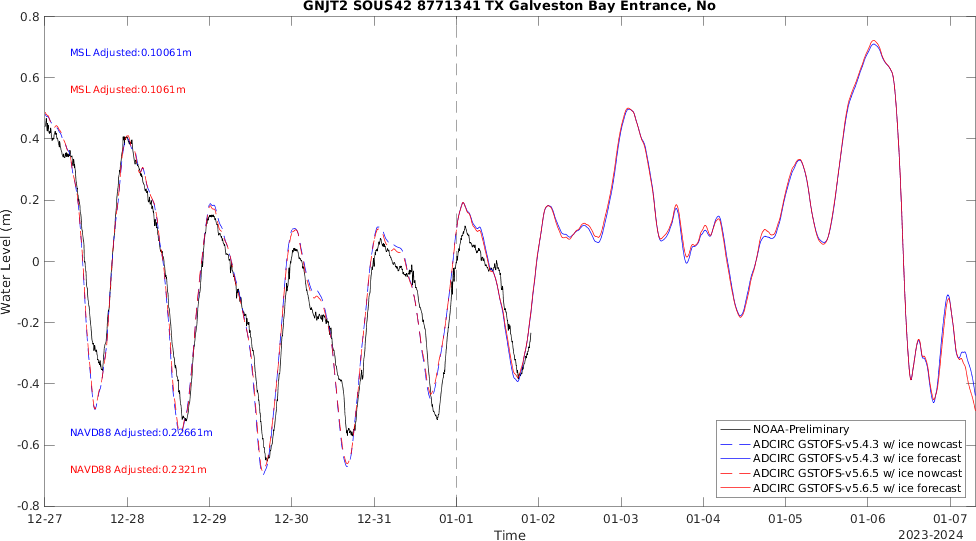 GNJT2 SOUS42 8771341 TX Galveston Bay Entrance, No
0.8
MSL Adjusted:0.10061m
0.6
MSL Adjusted:0.1061m
0.4
0.2
0
Water Level (m)
-0.2
-0.4
NAVD88 Adjusted:0.22661m
-0.6
NAVD88 Adjusted:0.2321m
-0.8
NOAA-Preliminary
ADCIRC GSTOFS-v5.4.3 w/ ice nowcast
ADCIRC GSTOFS-v5.4.3 w/ ice forecast
ADCIRC GSTOFS-v5.6.5 w/ ice nowcast
ADCIRC GSTOFS-v5.6.5 w/ ice forecast
12-27 12-28 12-29 12-30 12-31 01-01 01-02 01-03 01-04 01-05 01-06 01-07
Time
2023-2024